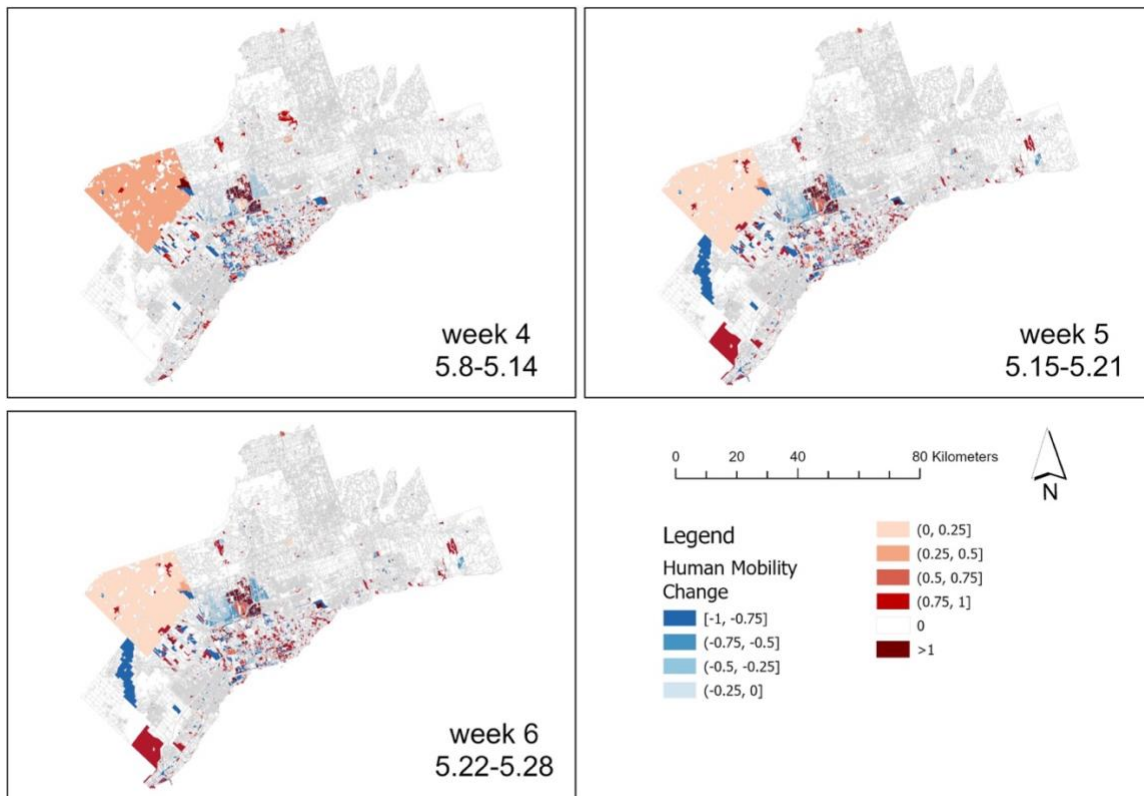 week 4
5.8-5.14
week 5
5.15-5.21
week 6
5.22-5.28
0 20 40 80 Kilometers
N
Legend
Human Mobility
Change
[-1, -0.75]
(-0.75, -0.5]
(-0.5, -0.25]
(-0.25, 0]
(0, 0.25]
(0.25, 0.5]
(0.5, 0.75]
(0.75, 1]
0
>1